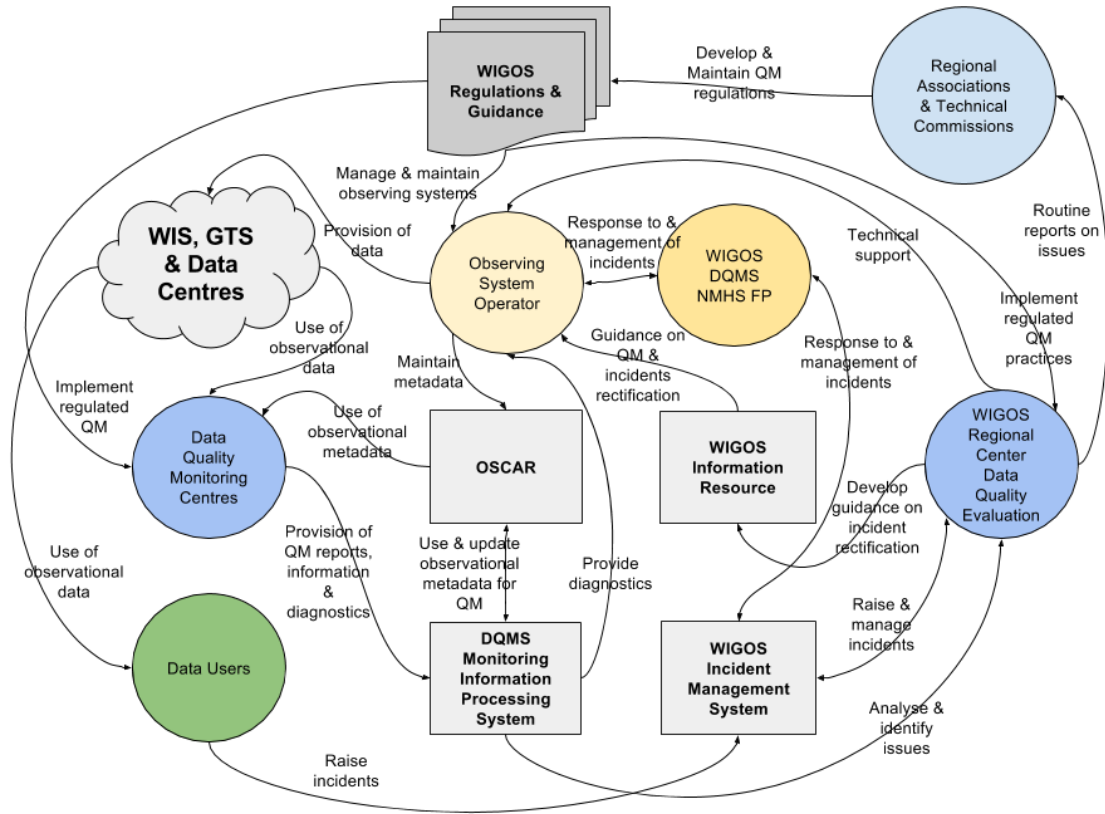 WIGOS
Regulations &
Guidance
Develop &
Maintain QM
regulations
Regional
Associations
& Technical
Commissions
Manage & maintain
observing systems
WIS, GTS
& Data
Centres
Provision of
data
Observing
System
Operator
Response to &
management of
incidents
WIGOS
DQMS
NMHS FP
Technical
support
Routine
reports on
issues
Implement
regulated
QM
practices
Use of
observational
data
Maintain
metadata
Guidance on
QM &
incidents
rectification
Response to &
management of
incidents
Implement
regulated
QM
Data
Quality
Monitoring
Centres
Use of
observational
metadata
OSCAR
WIGOS
Information
Resource
WIGOS
Regional
Center
Data
Quality
Evaluation
Develop
guidance on
incident
rectification
Use of
observational
data
Provision of
QM reports,
information
&
diagnostics
Use & update
observational
metadata for
QM
Provide
diagnostics
Raise &
manage
incidents
Data Users
DQMS
Monitoring
Information
Processing
System
WIGOS
Incident
Management
System
Analyse &
identify
issues
Raise
incidents